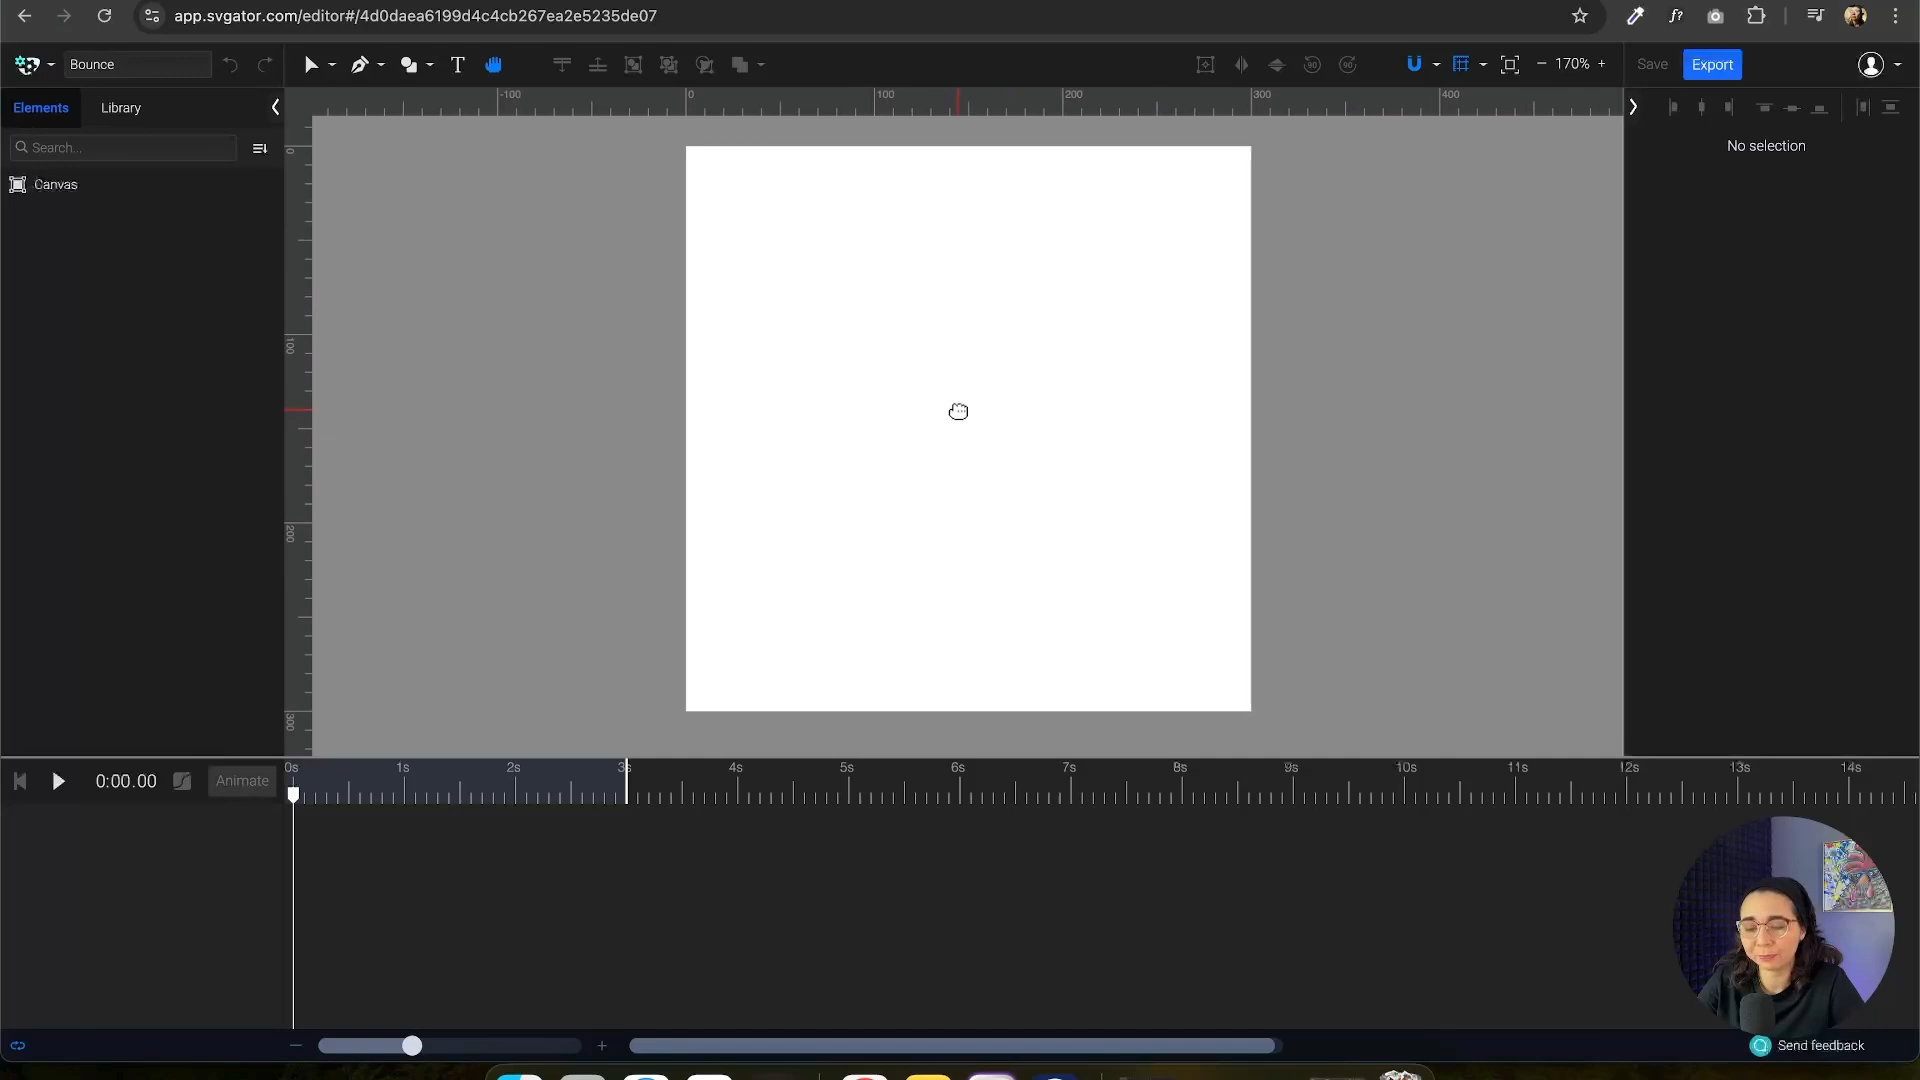 app.svgator.com/editor#/4d0daea6199d4c4cb267ea2e5235de07
Bounce
T
170%
Save
Export
Elements
Library
Search...
Canvas
No selection
-100
0
100
200
300
400
0
100
200
300
0:00.00
Animate
0s
1s
2s
3s
4s
5s
6s
7s
8s
9s
10s
11s
12s
13s
14s
Send feedback